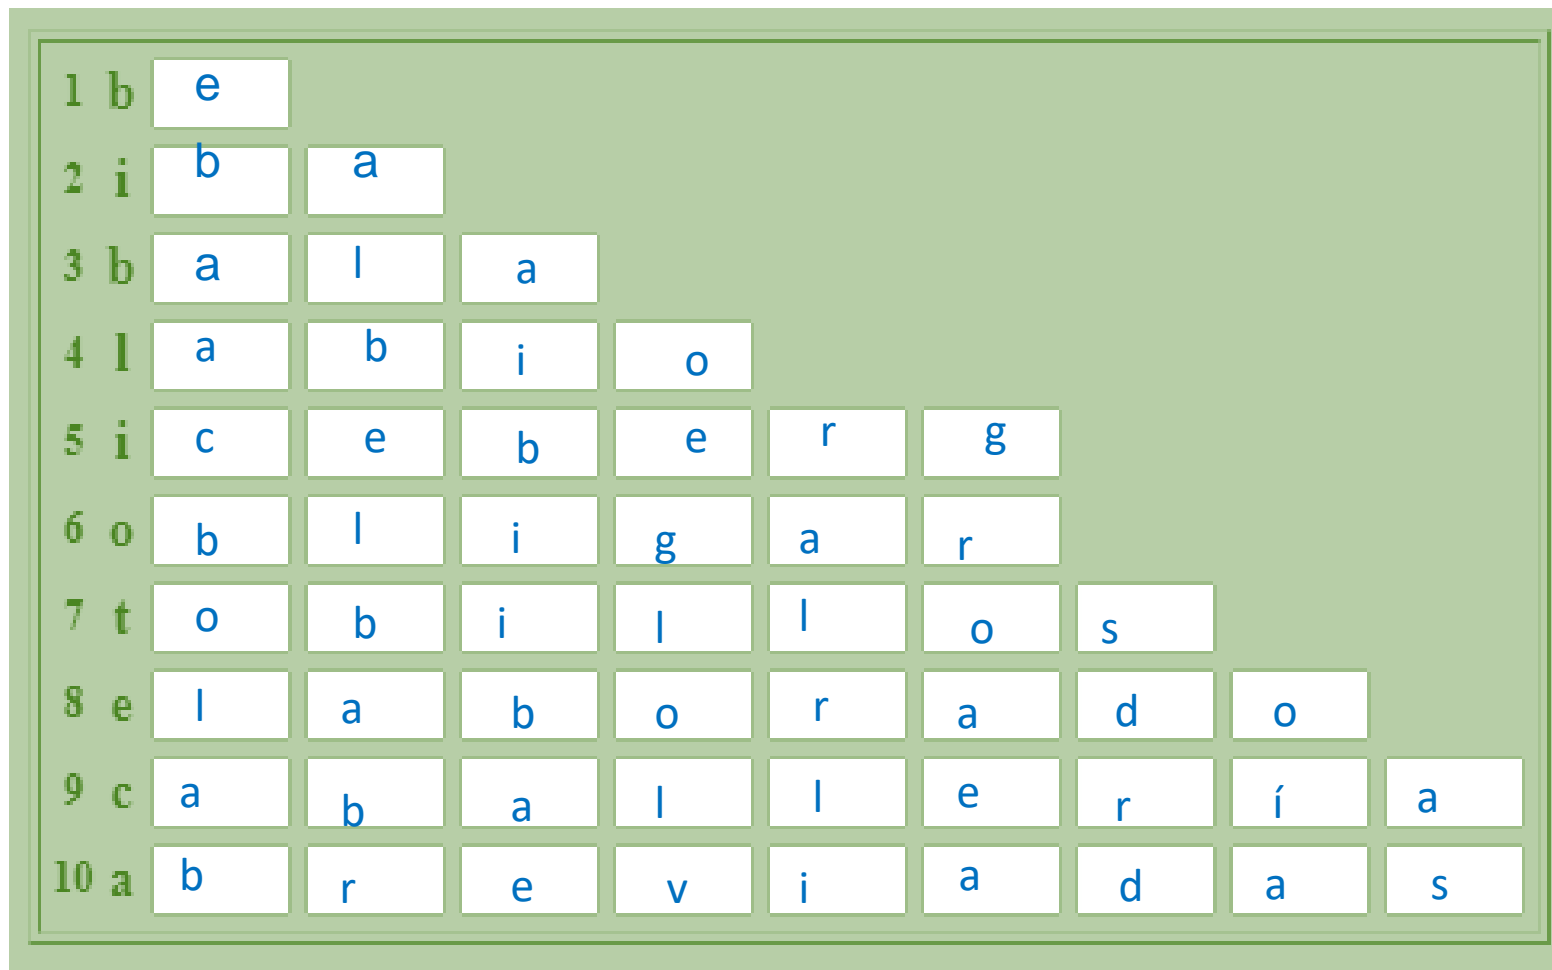 1 b e
2 i b a
3 b a l a
4 l a b i o
5 i c e b e r g
6 o b l i g a r
7 t o b i l l o s
8 e l a b o r a d o
9 c a b a l l e r í a
10 a b r e v i a d a s